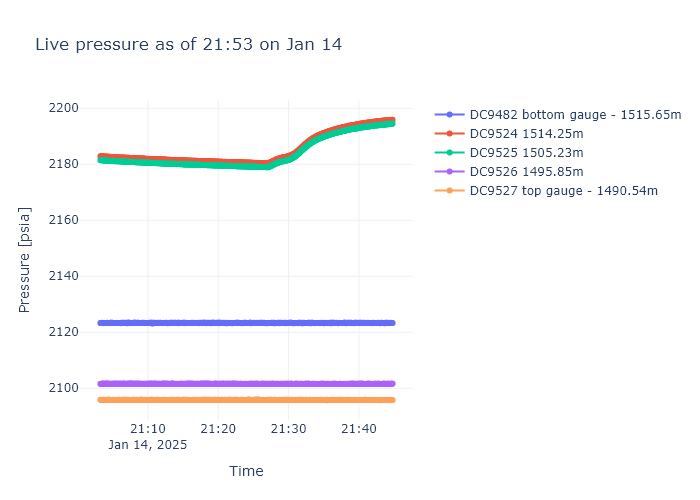 Live pressure as of 21:53 on Jan 14
Pressure [psia]
2200
2180
2160
2140
2120
2100
21:10
21:20
21:30
21:40
Jan 14, 2025
Time
DC9482 bottom gauge - 1515.65m
DC9524 1514.25m
DC9525 1505.23m
DC9526 1495.85m
DC9527 top gauge - 1490.54m